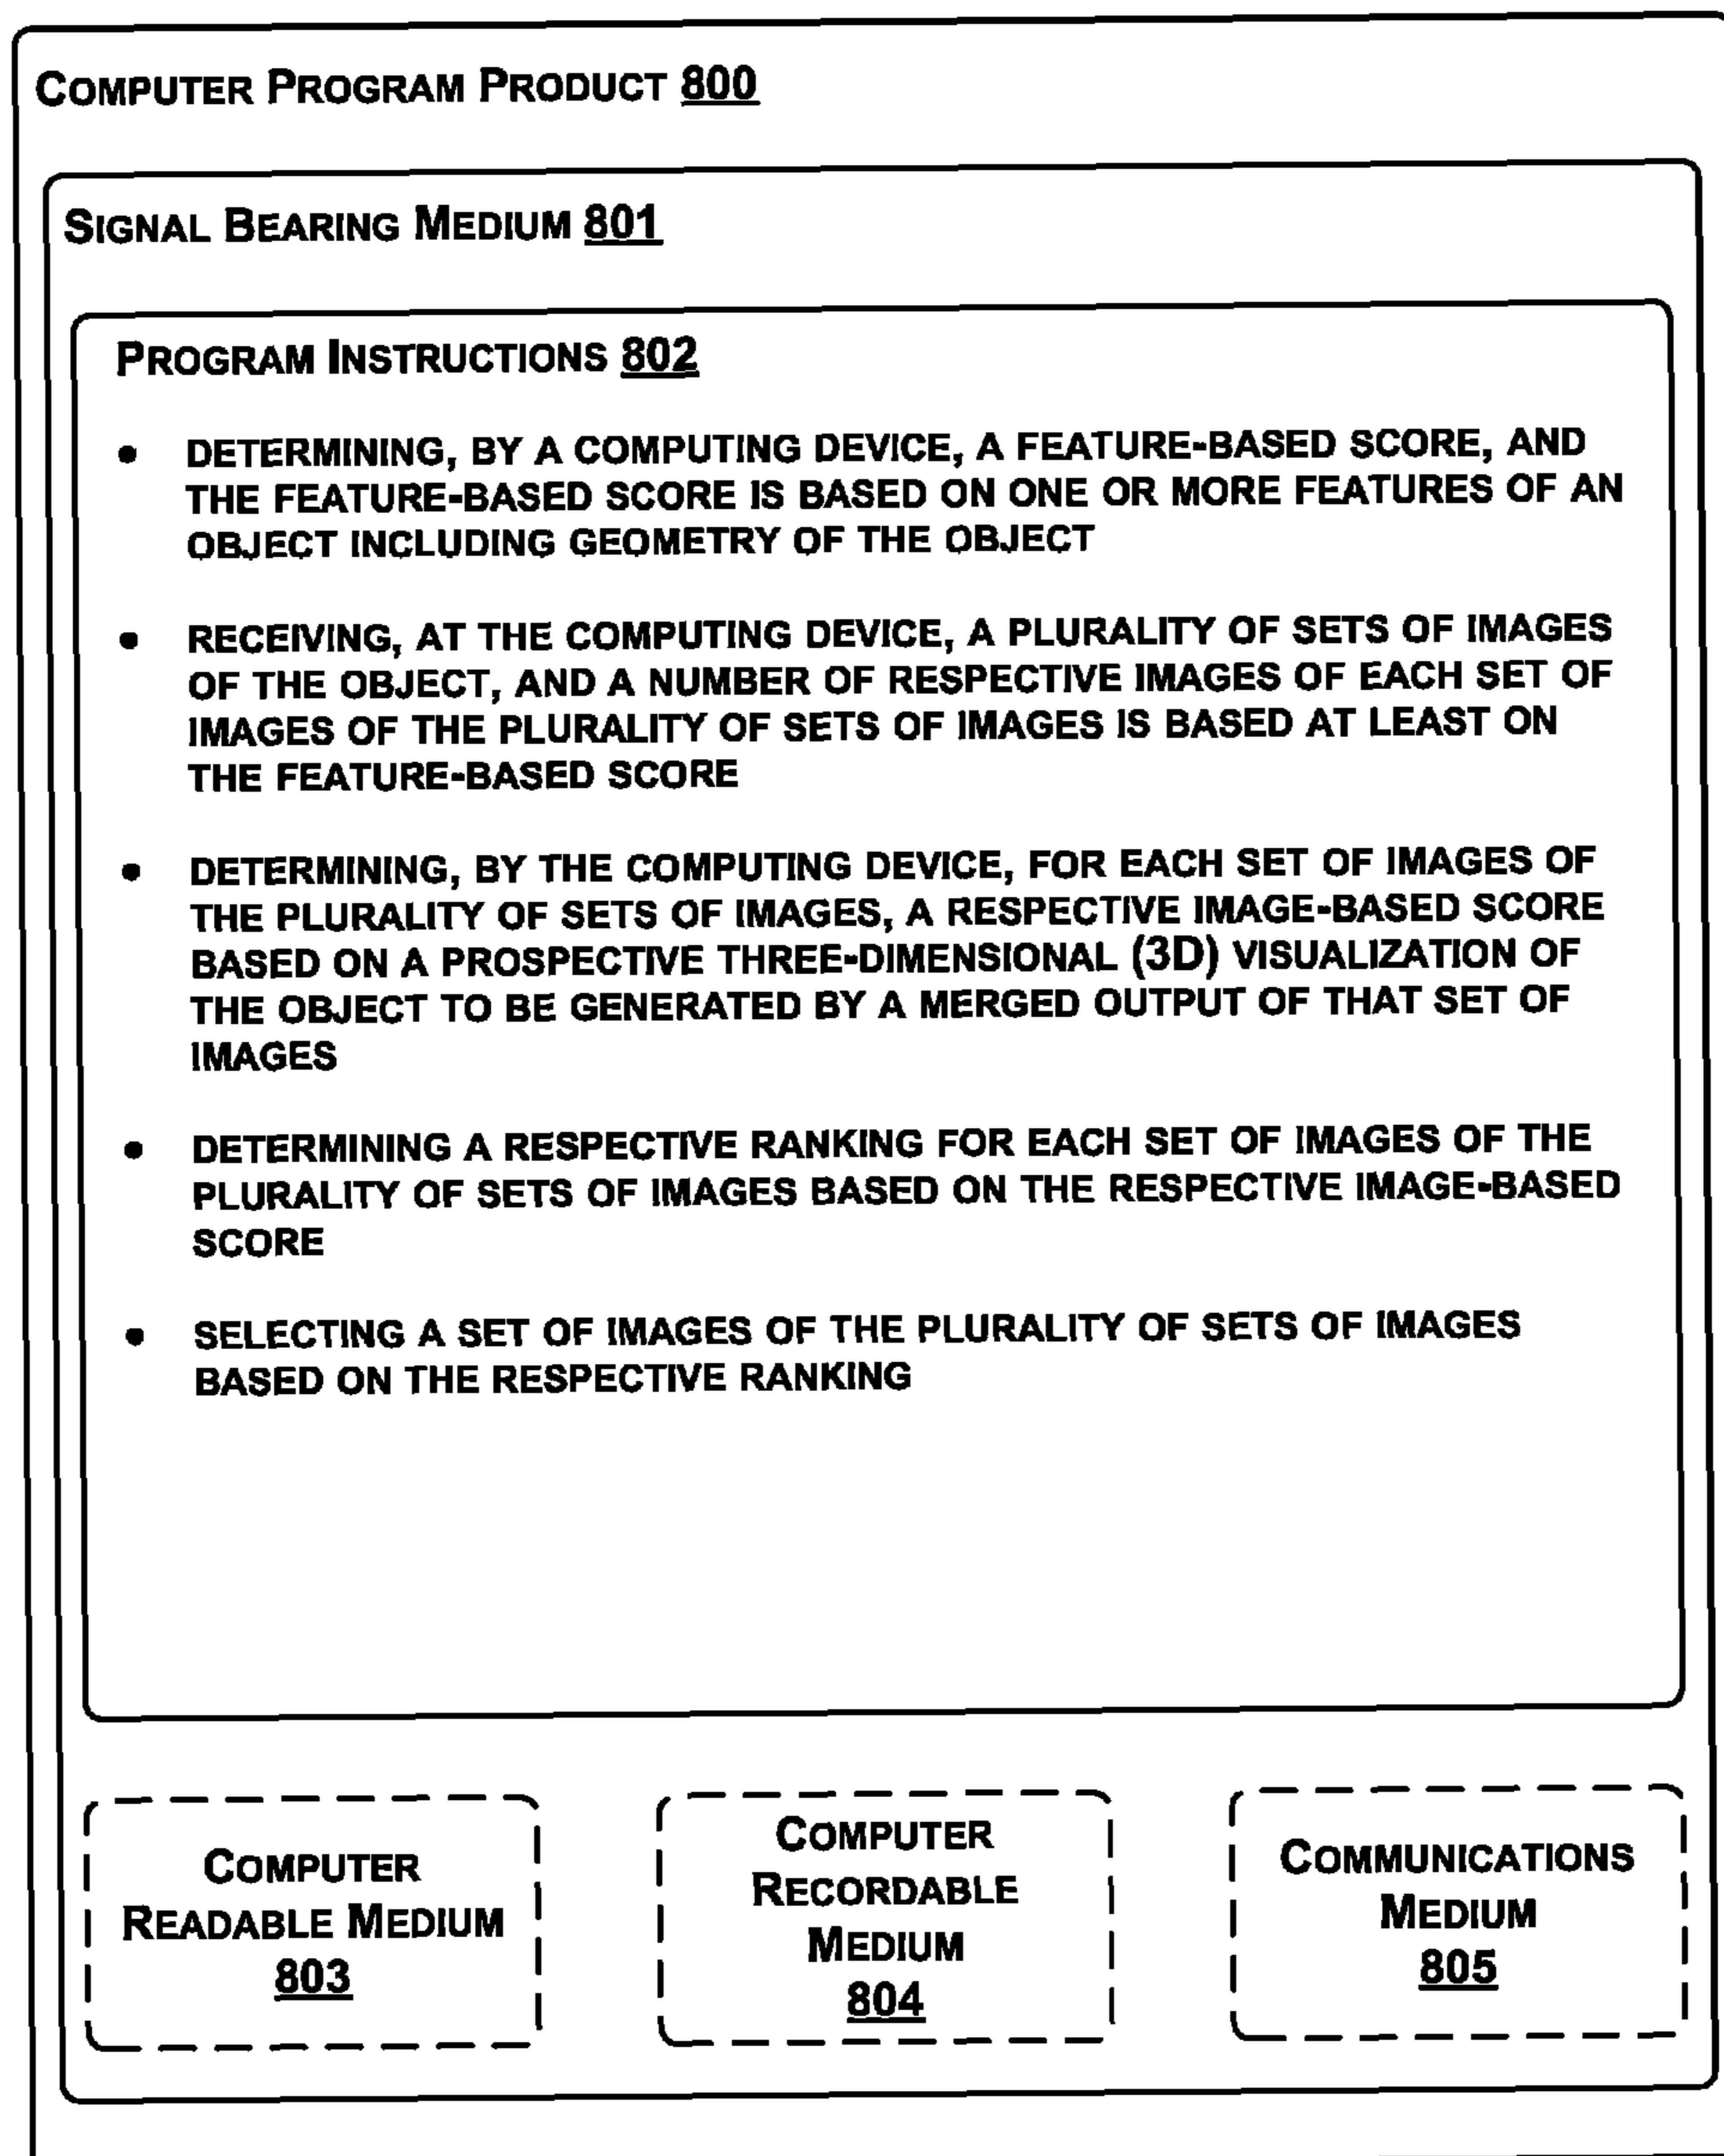 COMPUTER PROGRAM PRODUCT 800
SIGNAL BEARING MEDIUM 801
PROGRAM INSTRUCTIONS 802
• DETERMINING, BY A COMPUTING DEVICE, A FEATURE-BASED SCORE, AND
THE FEATURE-BASED SCORE IS BASED ON ONE OR MORE FEATURES OF AN
OBJECT INCLUDING GEOMETRY OF THE OBJECT
• RECEIVING, AT THE COMPUTING DEVICE, A PLURALITY OF SETS OF IMAGES
OF THE OBJECT, AND A NUMBER OF RESPECTIVE IMAGES OF EACH SET OF
IMAGES OF THE PLURALITY OF SETS OF IMAGES IS BASED AT LEAST ON
THE FEATURE-BASED SCORE
• DETERMINING, BY THE COMPUTING DEVICE, FOR EACH SET OF IMAGES OF
THE PLURALITY OF SETS OF IMAGES, A RESPECTIVE IMAGE-BASED SCORE
BASED ON A PROSPECTIVE THREE-DIMENSIONAL (3D) VISUALIZATION OF
THE OBJECT TO BE GENERATED BY A MERGED OUTPUT OF THAT SET OF
IMAGES
• DETERMINING A RESPECTIVE RANKING FOR EACH SET OF IMAGES OF THE
PLURALITY OF SETS OF IMAGES BASED ON THE RESPECTIVE IMAGE-BASED
SCORE
• SELECTING A SET OF IMAGES OF THE PLURALITY OF SETS OF IMAGES
BASED ON THE RESPECTIVE RANKING
COMPUTER
READABLE MEDIUM
803
COMPUTER
RECORDABLE
MEDIUM
804
COMMUNICATIONS
MEDIUM
805